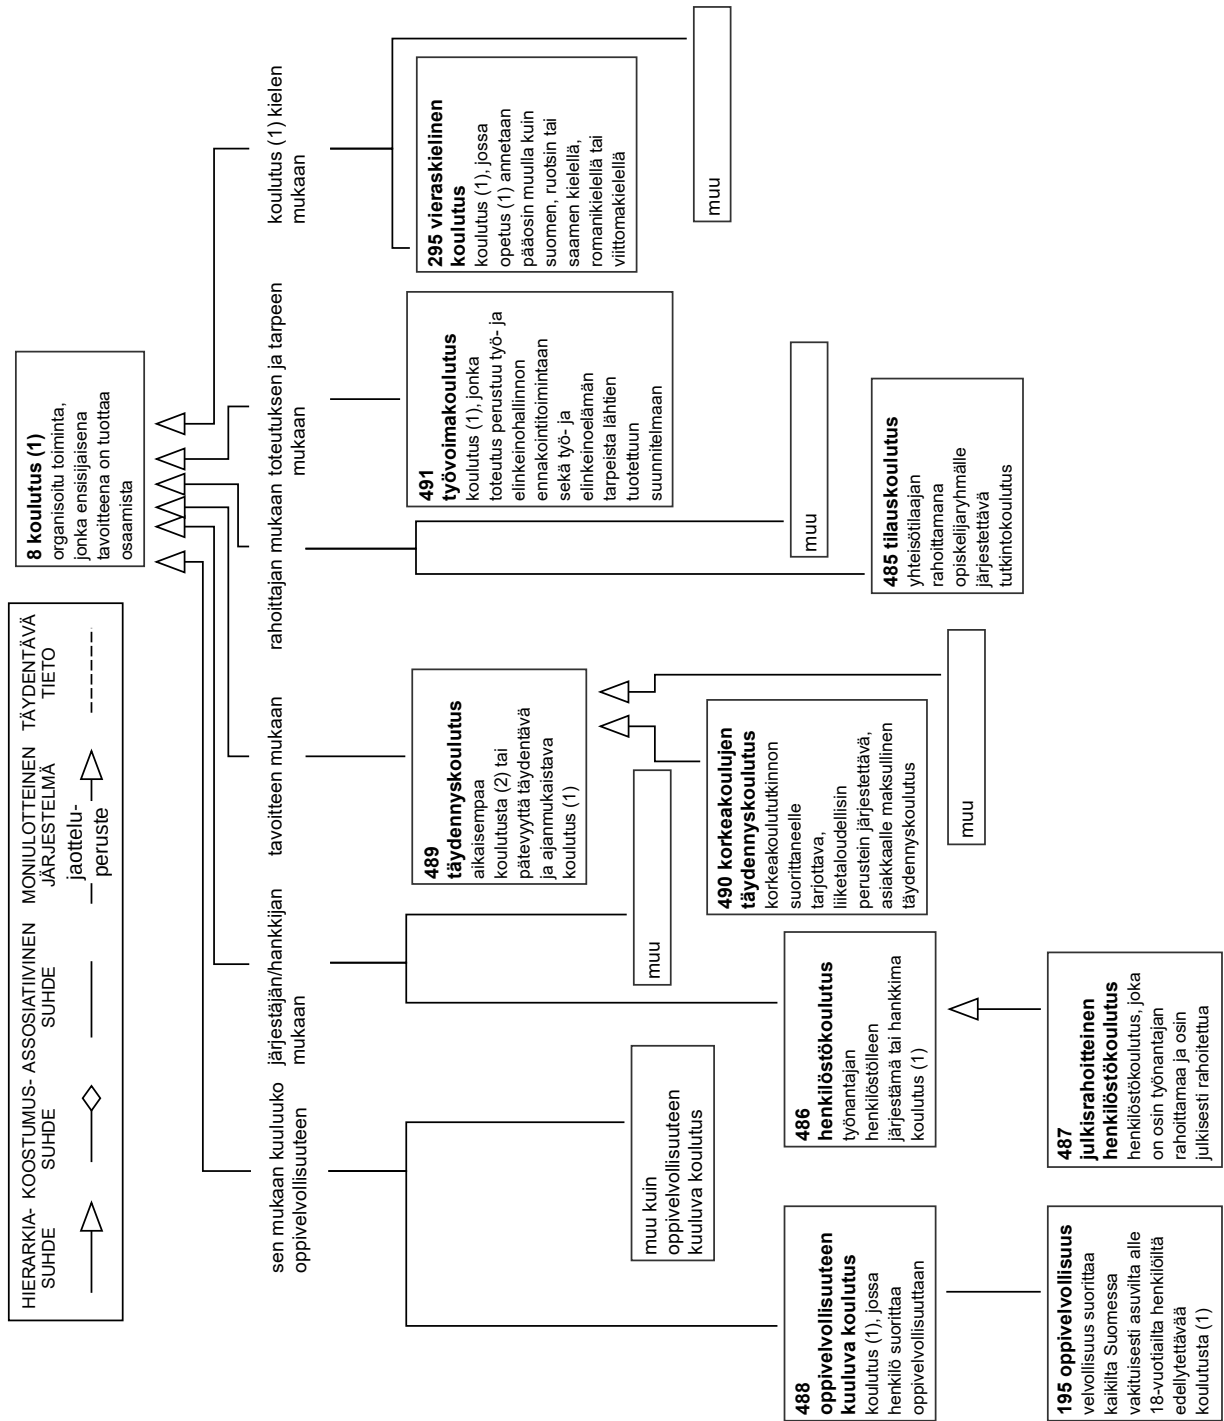 HIERARKIA-
SUHDE
KOOSTUMUS-
SUHDE
ASSOSIATIIVINEN
SUHDE
MONIULOTTEINEN
JÄRJESTELMÄ
jaottelu-
peruste
TÄYDENTÄVÄ
TIETO
8 koulutus (1)
organisoitu toiminta,
jonka ensisijaisena
tavoitteena on tuottaa
osaamista
sen mukaan kuuluuko
oppivelvollisuuteen
järjestäjän/hankkijan
mukaan
tavoitteen mukaan
rahoittajan mukaan
toteutuksen ja tarpeen
mukaan
koulutus (1) kielen
mukaan
488
oppivelvollisuuteen
kuuluva koulutus
koulutus (1), jossa
henkilö suorittaa
oppivelvollisuuttaan
muu kuin
oppivelvollisuuteen
kuuluva koulutus
195 oppivelvollisuus
velvollisuus suorittaa
kaikilta Suomessa
vakituisesti asuvilta alle
18-vuotiailta henkilöiltä
edellytettävää
koulutusta (1)
486
henkilöstökoulutus
työnantajan
henkilöstölleen
järjestämä tai hankkima
koulutus (1)
muu
487
julkisrahoitteinen
henkilöstökoulutus
henkilöstökoulutus, joka
on osin työnantajan
rahoittamaa ja osin
julkisesti rahoitettua
489
täydennyskoulutus
aikaisempaa
koulutusta (2) tai
pätevyyttä täydentävä
ja ajanmukaistava
koulutus (1)
490 korkeakoulujen
täydennyskoulutus
korkeakoulututkinnon
suorittaneelle
tarjottava,
liiketaloudellisin
perustein järjestettävä,
asiakkaalle maksullinen
täydennyskoulutus
muu
485 tilauskoulutus
yhteisötilaajan
rahoittamana
opiskelijaryhmälle
järjestettävä
tutkintokoulutus
muu
491
työvoimakoulutus
koulutus (1), jonka
toteutus perustuu työ- ja
elinkeinohallinnon
ennakointitoimintaan
sekä työ- ja
elinkeinoelämän
tarpeista lähtien
tuotettuun
suunnitelmaan
295 vieraskielinen
koulutus
koulutus (1), jossa
opetus (1) annetaan
pääosin muulla kuin
suomen, ruotsin tai
saamen kielellä,
romanikielellä tai
viittomakielellä
muu